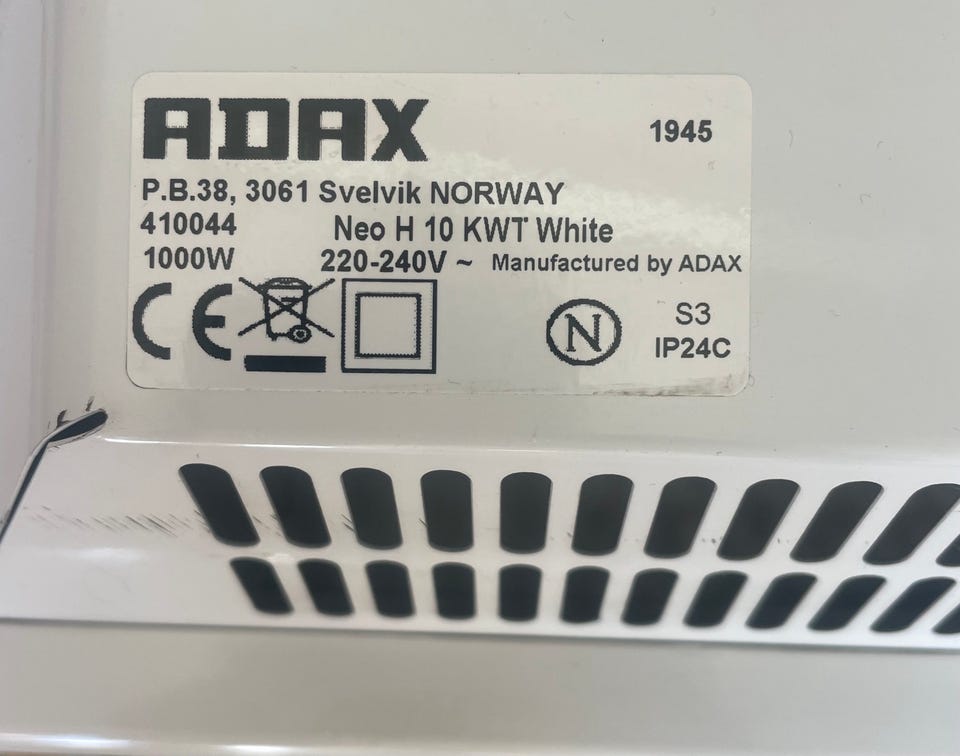 ADAX
1945
P.B.38, 3061 Svelvik NORWAY
410044 Neo H 10 KWT White
1000W 220-240V ~ Manufactured by ADAX
CE
N
S3
IP24C